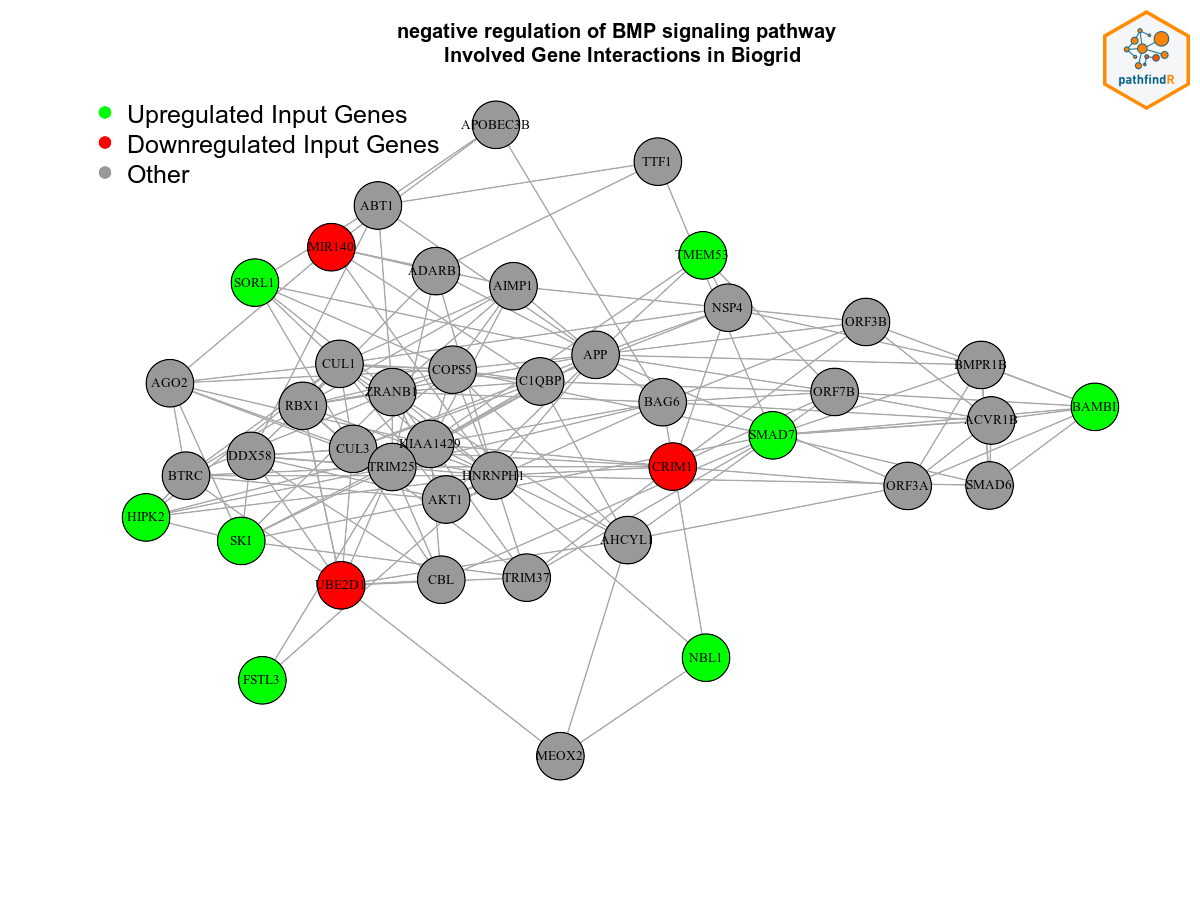 negative regulation of BMP signaling pathway
Involved Gene Interactions in Biogrid
pathfindR
Upregulated Input Genes
Downregulated Input Genes
Other
APOBEC3B
TTF1
ABT1
MIR140
TMEM53
ADARB1
SORL1
AIMP1
NSP4
ORF3B
APP
CUL1
BMPR1B
COPS5
C1QBP
AGO2
ZRANB1
ORF7B
BAG6
RBX1
BAMBI
ACVR1B
SMAD7
KIAA1429
CUL3
DDX58
TRIM25
CRIM1
BTRC
HNRNPH1
ORF3A
SMAD6
AKT1
HIPK2
SKI
AHCYL1
TRIM37
CBL
UBE2D1
NBL1
FSTL3
MEOX2